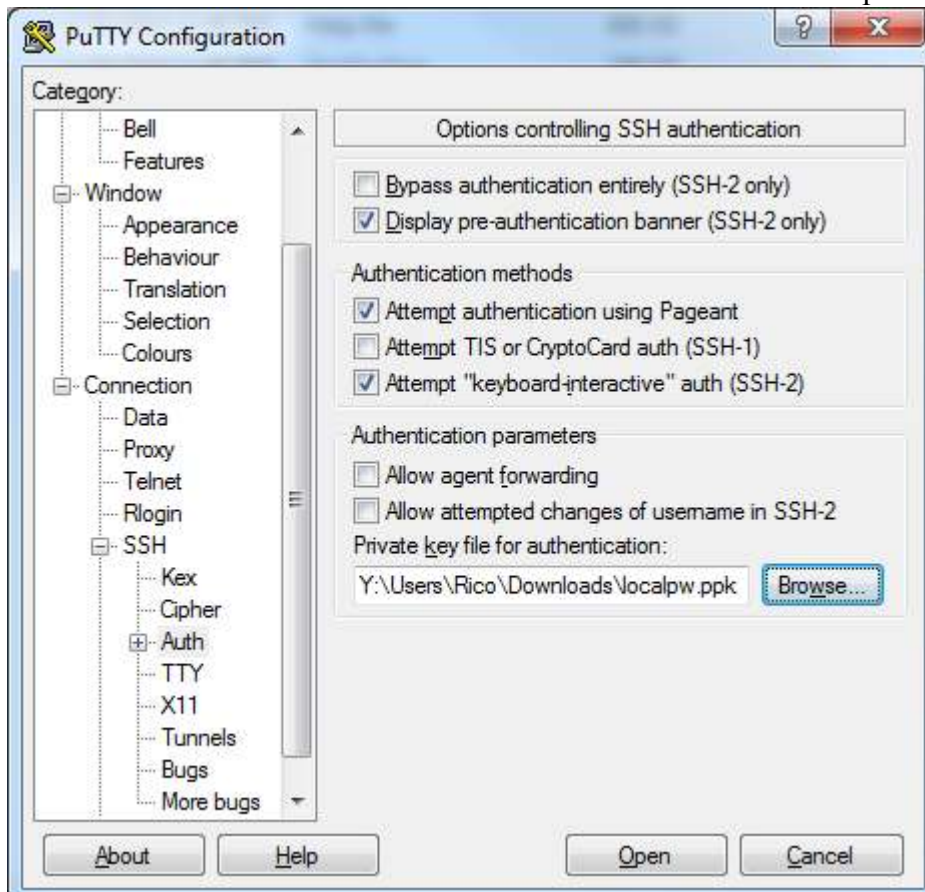 PuTTY Configuration
Category:
Bell
Features
Window
Appearance
Behaviour
Translation
Selection
Colours
Connection
Data
Proxy
Telnet
Rlogin
SSH
Kex
Cipher
Auth
TTY
X11
Tunnels
Bugs
More bugs
Options controlling SSH authentication
Bypass authentication entirely (SSH-2 only)
Display pre-authentication banner (SSH-2 only)
Authentication methods
Attempt authentication using Pageant
Attempt TIS or CryptoCard auth (SSH-1)
Attempt "keyboard-interactive" auth (SSH-2)
Authentication parameters
Allow agent forwarding
Allow attempted changes of username in SSH-2
Private key file for authentication:
Y:\Users\Rico\Downloads\localpw.ppk Browse...
About Help Open Cancel